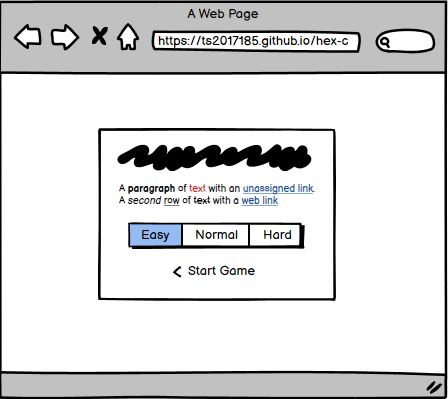 A Web Page
https://ts2017185.github.io/hex-c
A paragraph of text with an unassigned link.
A second row of text with a web link
Easy Normal Hard
< Start Game